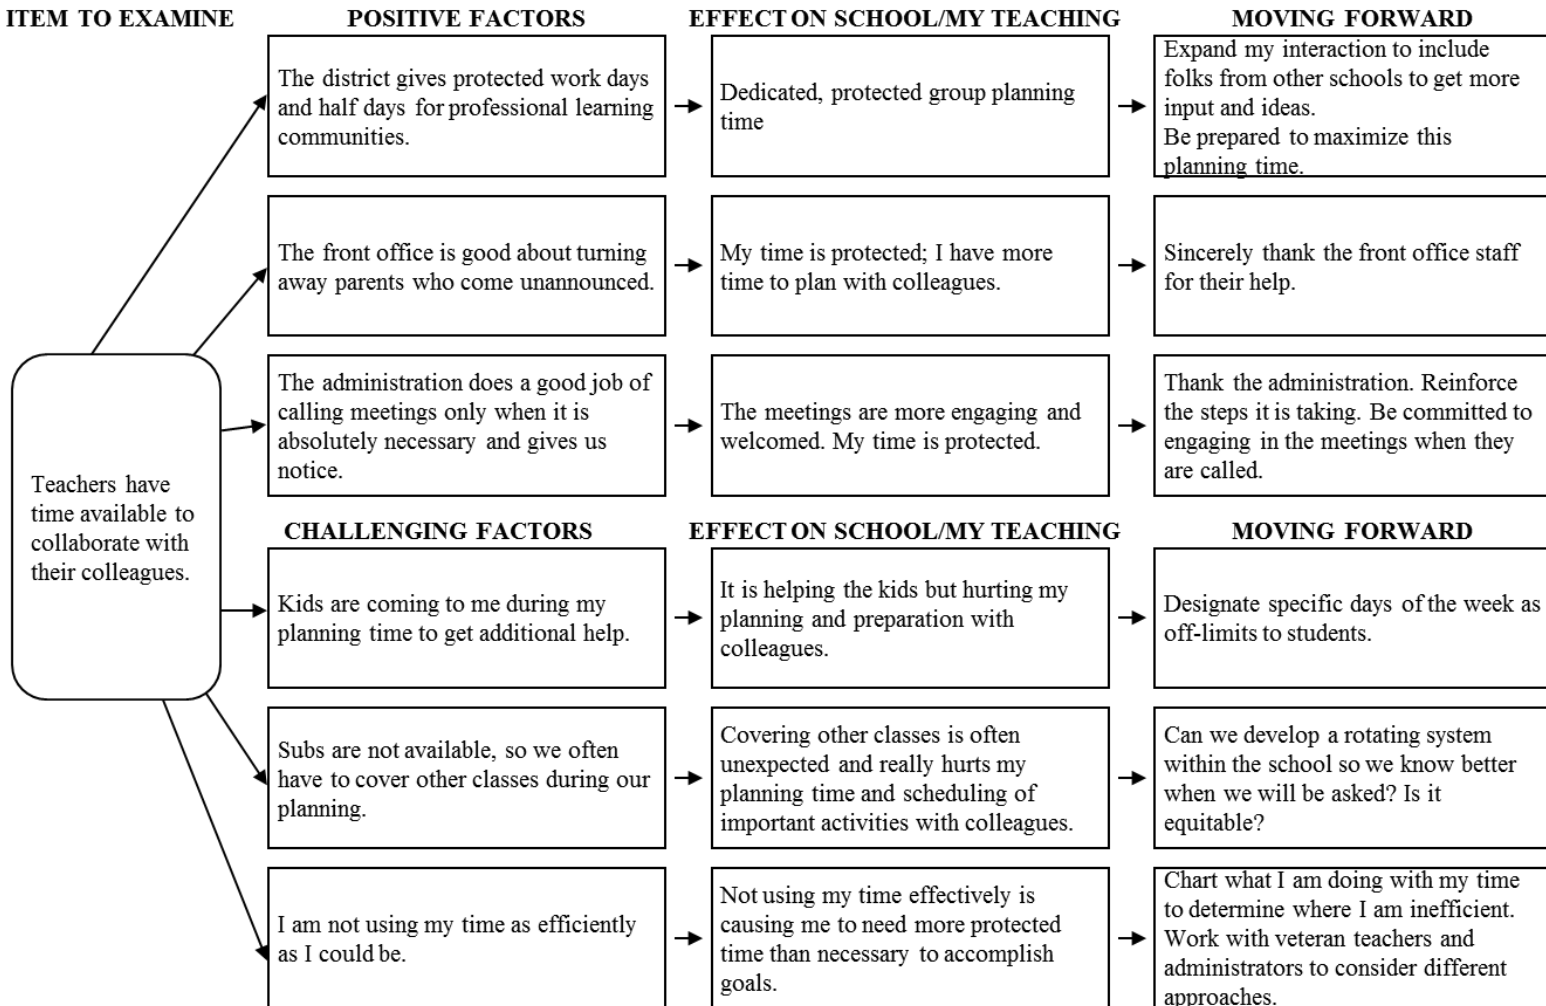 ITEM TO EXAMINE
POSITIVE FACTORS
EFFECT ON SCHOOL/MY TEACHING
MOVING FORWARD
The district gives protected work days
and half days for professional learning
communities.
Dedicated, protected group planning
time
Expand my interaction to include
folks from other schools to get more
input and ideas.
Be prepared to maximize this
planning time.
The front office is good about turning
away parents who come unannounced.
My time is protected; I have more
time to plan with colleagues.
Sincerely thank the front office staff
for their help.
The administration does a good job of
calling meetings only when it is
absolutely necessary and gives us
notice.
The meetings are more engaging and
welcomed. My time is protected.
Thank the administration. Reinforce
the steps it is taking. Be committed to
engaging in the meetings when they
are called.
Teachers have
time available to
collaborate with
their colleagues.
CHALLENGING FACTORS
EFFECT ON SCHOOL/MY TEACHING
MOVING FORWARD
Kids are coming to me during my
planning time to get additional help.
It is helping the kids but hurting my
planning and preparation with
colleagues.
Designate specific days of the week as
off-limits to students.
Subs are not available, so we often
have to cover other classes during our
planning.
Covering other classes is often
unexpected and really hurts my
planning time and scheduling of
important activities with colleagues.
Can we develop a rotating system
within the school so we know better
when we will be asked? Is it
equitable?
I am not using my time as efficiently
as I could be.
Not using my time effectively is
causing me to need more protected
time than necessary to accomplish
goals.
Chart what I am doing with my time
to determine where I am inefficient.
Work with veteran teachers and
administrators to consider different
approaches.